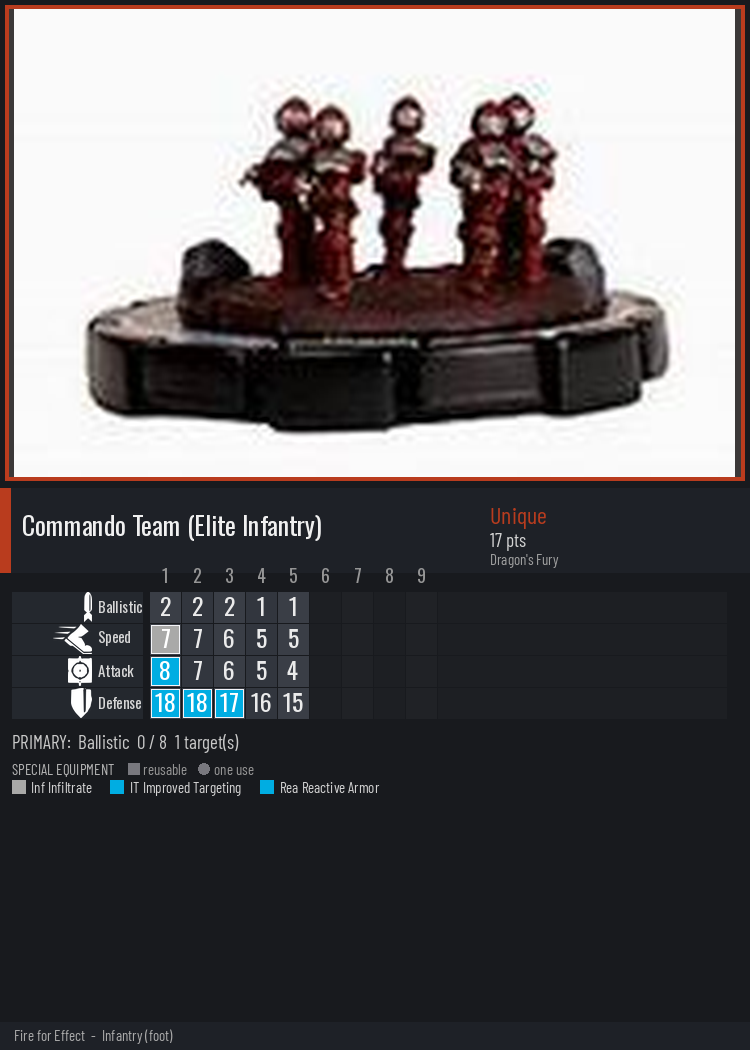 Commando Team (Elite Infantry)
Unique
17 pts
Dragon's Fury
1 2 3 4 5 6 7 8 9
Ballistic 2 2 2 1 1
Speed 7 7 6 5 5
Attack 8 7 6 5 4
Defense 18 18 17 16 15
PRIMARY: Ballistic 0 / 8 1 target(s)
SPECIAL EQUIPMENT reusable one use
Inf Infiltrate IT Improved Targeting Rea Reactive Armor
Fire for Effect - Infantry (foot)